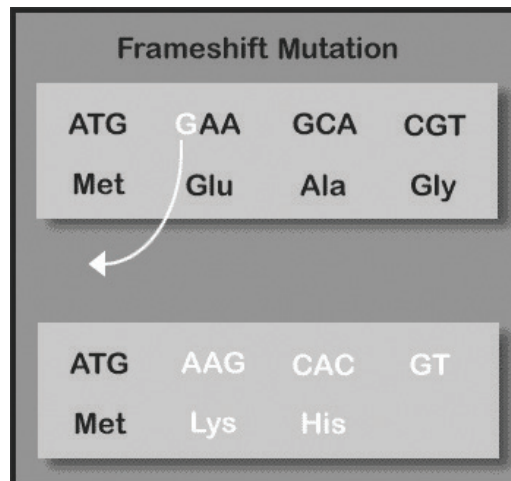 Frameshift Mutation
ATG GAA GCA CGT
Met Glu Ala Gly
ATG AAG CAC GT
Met Lys His